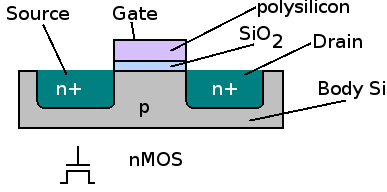 Source
Gate
polysilicon
SiO2
Drain
n+
n+
p
Body Si
nMOS